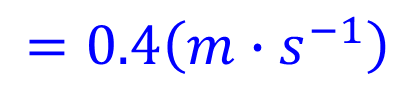 = 0.4(m · s⁻¹)